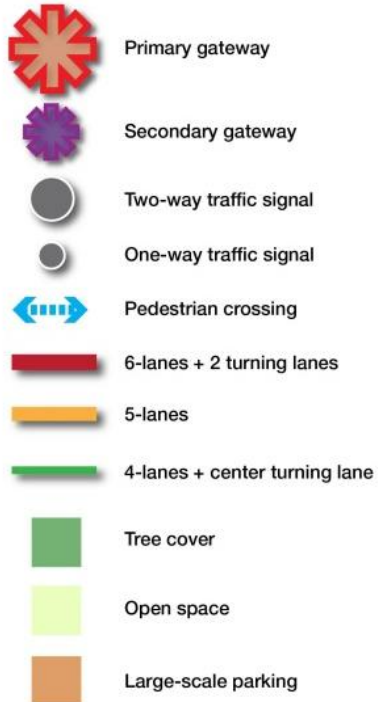 Primary gateway
Secondary gateway
Two-way traffic signal
One-way traffic signal
Pedestrian crossing
6-lanes + 2 turning lanes
5-lanes
4-lanes + center turning lane
Tree cover
Open space
Large-scale parking